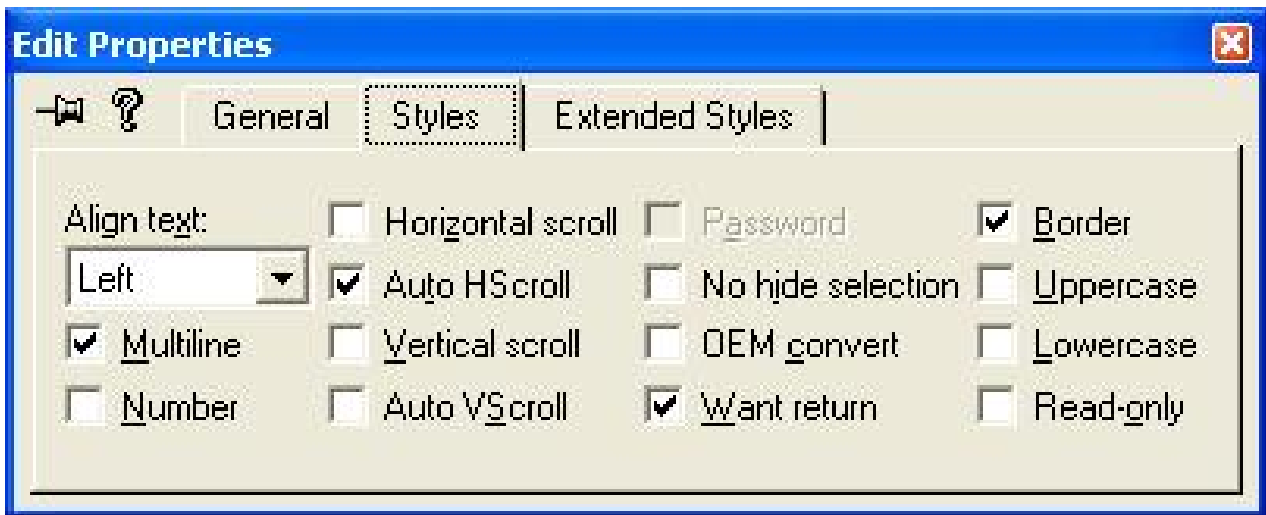 Edit Properties
General Styles Extended Styles
Align text: Horizontal scroll Password Border
Left Auto HScroll No hide selection Uppercase
Multiline Vertical scroll OEM convert Lowercase
Number Auto VScroll Want return Read-only